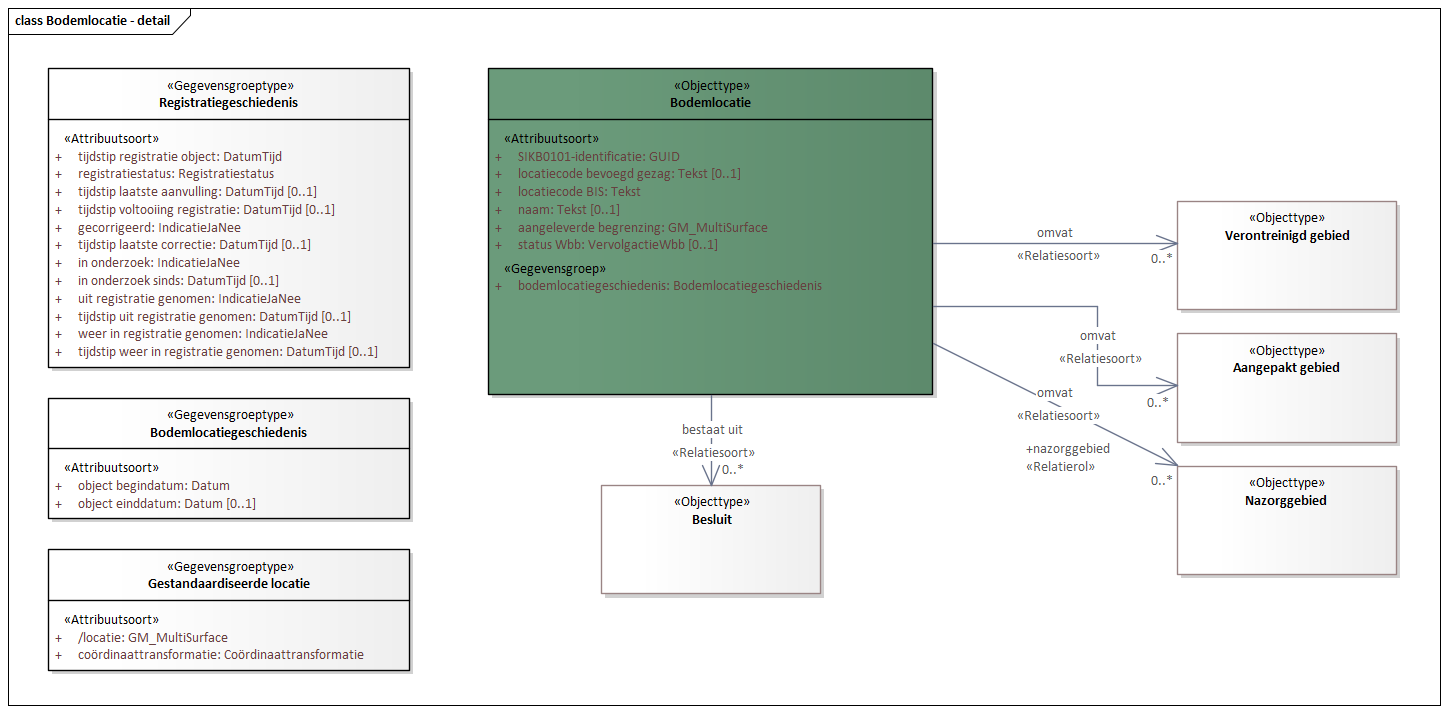 class Bodemlocatie - detail
«Gegevensgroeptype»
Registratiegeschiedenis
«Attribuutsoort»
+ tijdstip registratie object: DatumTijd
+ registratiestatus: Registratiestatus
+ tijdstip laatste aanvulling: DatumTijd [0..1]
+ tijdstip voltooiing registratie: DatumTijd [0..1]
+ gecorrigeerd: IndicatieJaNee
+ tijdstip laatste correctie: DatumTijd [0..1]
+ in onderzoek: IndicatieJaNee
+ in onderzoek sinds: DatumTijd [0..1]
+ uit registratie genomen: IndicatieJaNee
+ tijdstip uit registratie genomen: DatumTijd [0..1]
+ weer in registratie genomen: IndicatieJaNee
+ tijdstip weer in registratie genomen: DatumTijd [0..1]
«Gegevensgroeptype»
Bodemlocatiegeschiedenis
«Attribuutsoort»
+ object begindatum: Datum
+ object einddatum: Datum [0..1]
«Gegevensgroeptype»
Gestandaardiseerde locatie
«Attribuutsoort»
+ /locatie: GM_MultiSurface
+ coördinaattransformatie: Coördinaattransformatie
«Objecttype»
Bodemlocatie
«Attribuutsoort»
+ SIKB0101-identificatie: GUID
+ locatiecode bevoegd gezag: Tekst [0..1]
+ locatiecode BIS: Tekst
+ naam: Tekst [0..1]
+ aangeleverde begrenzing: GM_MultiSurface
+ status Wbb: VervolgactieWbb [0..1]
«Gegevensgroep»
+ bodemlocatiegeschiedenis: Bodemlocatiegeschiedenis
bestaat uit
«Relatiesoort»
0..*
«Objecttype»
Besluit
omvat
«Relatiesoort»
0..*
«Objecttype»
Verontreinigd gebied
omvat
«Relatiesoort»
0..*
«Objecttype»
Aangepakt gebied
omvat
«Relatiesoort»
+nazorggebied
«Relatierol»
0..*
«Objecttype»
Nazorggebied